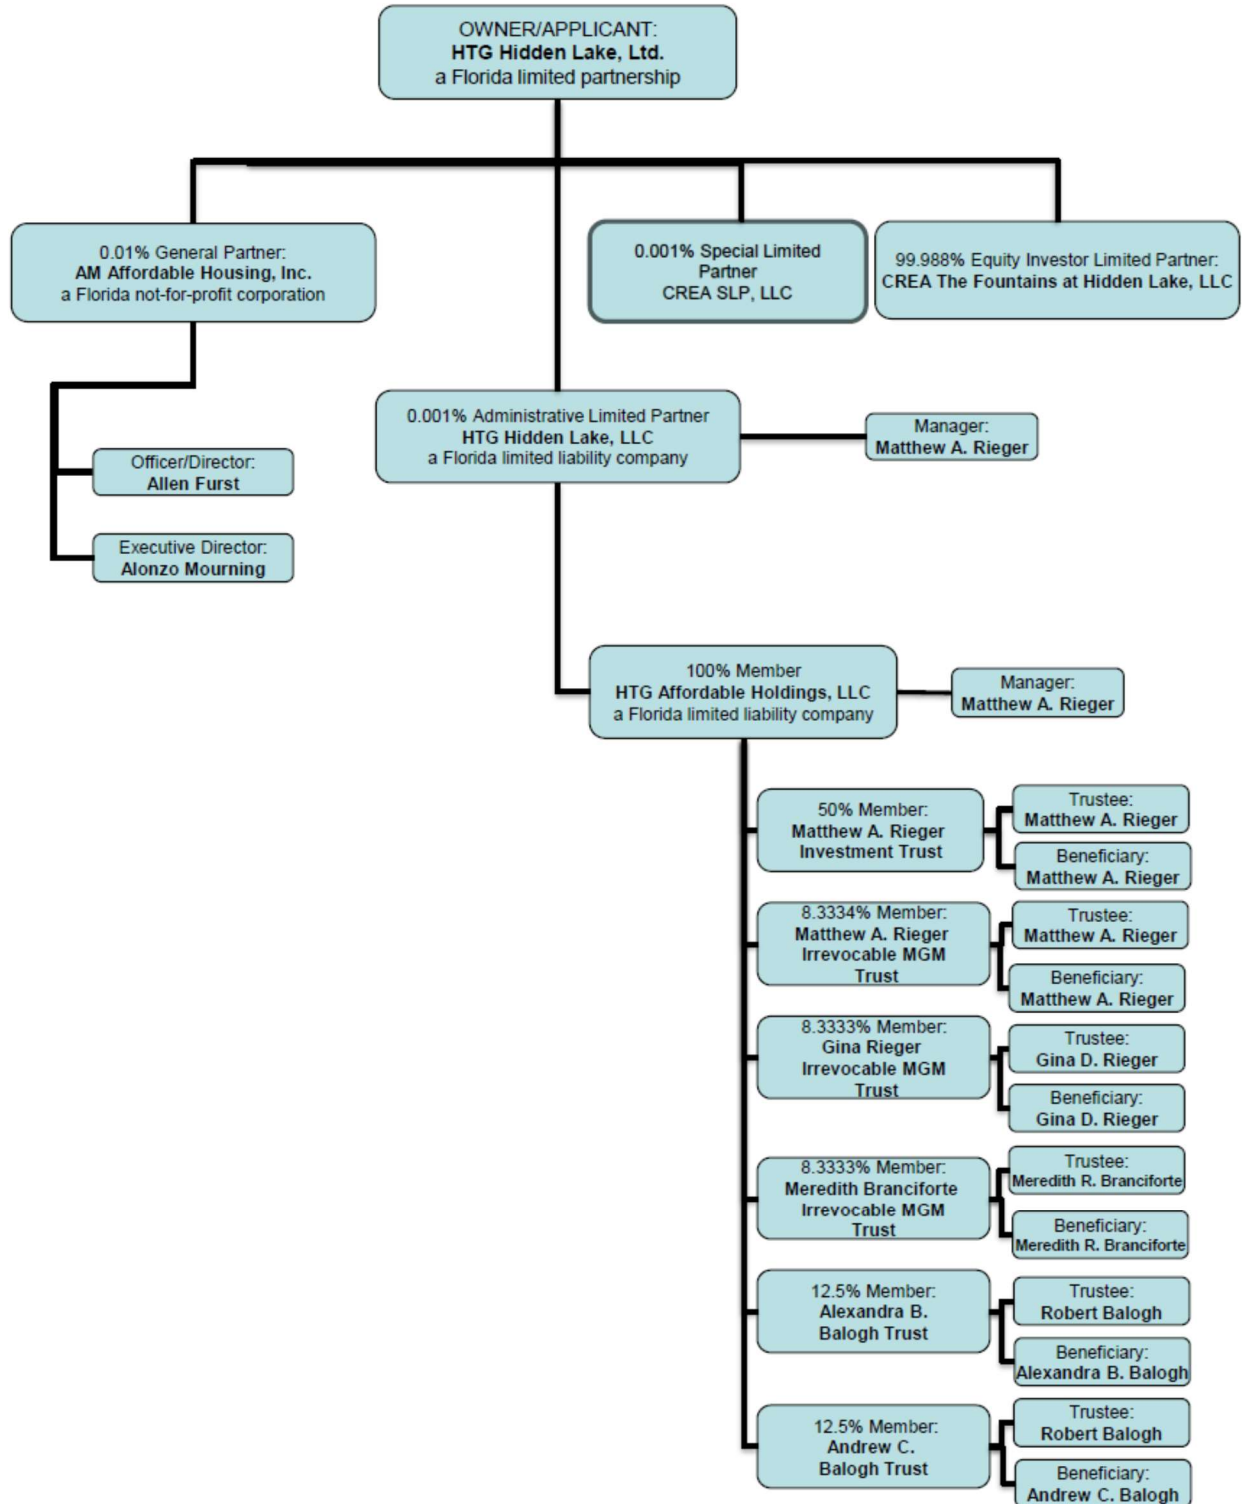 OWNER/APPLICANT:
HTG Hidden Lake, Ltd.
a Florida limited partnership
0.01% General Partner:
AM Affordable Housing, Inc.
a Florida not-for-profit corporation
0.001% Special Limited
Partner
CREA SLP, LLC
99.988% Equity Investor Limited Partner:
CREA The Fountains at Hidden Lake, LLC
0.001% Administrative Limited Partner
HTG Hidden Lake, LLC
a Florida limited liability company
Manager:
Matthew A. Rieger
Officer/Director:
Allen Furst
Executive Director:
Alonzo Mourning
100% Member
HTG Affordable Holdings, LLC
a Florida limited liability company
Manager:
Matthew A. Rieger
50% Member:
Matthew A. Rieger
Investment Trust
Trustee:
Matthew A. Rieger
Beneficiary:
Matthew A. Rieger
8.3334% Member:
Matthew A. Rieger
Irrevocable MGM
Trust
Trustee:
Matthew A. Rieger
Beneficiary:
Matthew A. Rieger
8.3333% Member:
Gina Rieger
Irrevocable MGM
Trust
Trustee:
Gina D. Rieger
Beneficiary:
Gina D. Rieger
8.3333% Member:
Meredith Branciforte
Irrevocable MGM
Trust
Trustee:
Meredith R. Branciforte
Beneficiary:
Meredith R. Branciforte
12.5% Member:
Alexandra B.
Balogh Trust
Trustee:
Robert Balogh
Beneficiary:
Alexandra B. Balogh
12.5% Member:
Andrew C.
Balogh Trust
Trustee:
Robert Balogh
Beneficiary:
Andrew C. Balogh